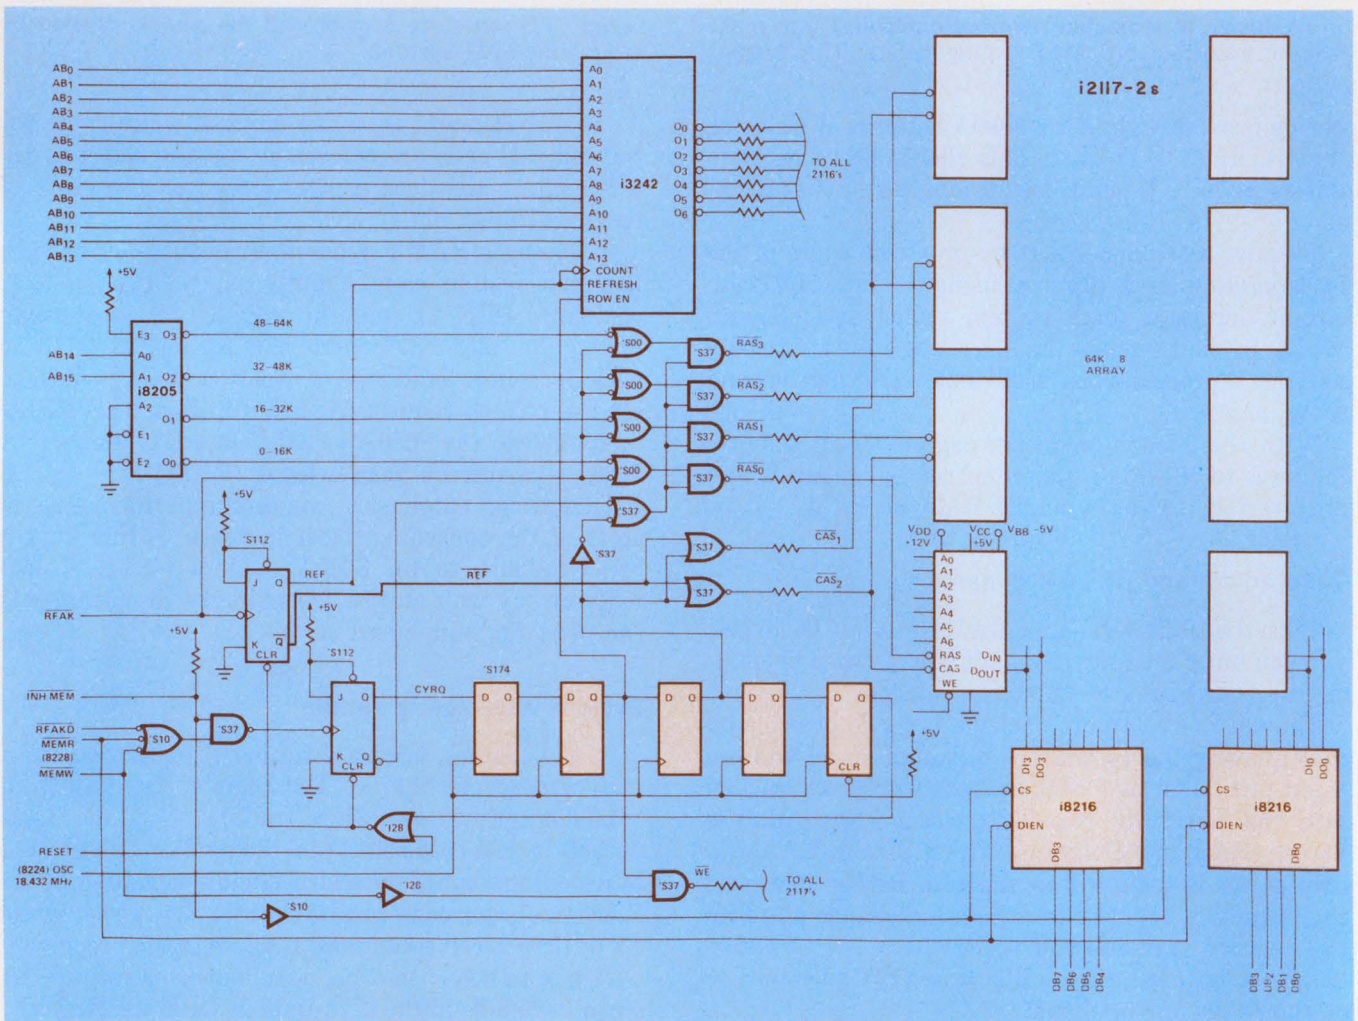 AB0
AB1
AB2
AB3
AB4
AB5
AB6
AB7
AB8
AB9
AB10
AB11
AB12
AB13
A0
A1
A2
A3
A4
A5
A6
A7
A8
A9
A10
A11
A12
A13
COUNT
REFRESH
ROW EN
i3242
O0
O1
O2
O3
O4
O5
O6
TO ALL
2116's
i2117-2s
64K 8
ARRAY
+5V
AB14
AB15
E3 O3
A0
A1 O2
i8205
A2
O1
E1
E2 O0
48-64K
32-48K
16-32K
0-16K
'S00
'S00
'S00
'S00
'S37
'S37
'S37
'S37
'S37
'S37
RAS3
RAS2
RAS1
RAS0
'S37
'S37
CAS1
CAS2
+5V
'S112
J Q
K Q
CLR
REF
REF
RFAK
+5V
+5V
'S112
J Q
K Q
CLR
CYRQ
'S174
D Q
D Q
D Q
D Q
D Q
CLR
+5V
INH MEM
RFAKD
MEMR
(8228)
MEMW
'S10
'S37
'128
RESET
(8224) OSC
18.432 MHz
'128
'S10
'S37
WE
TO ALL
2117's
VDD
+12V
VCC
+5V
VBB -5V
A0
A1
A2
A3
A4
A5
A6
RAS
CAS
WE
DIN
DOUT
DI3
DO3
CS
i8216
DIEN
DB3
DB7
DB6
DB5
DB4
DI0
DO0
CS
i8216
DIEN
DB0
DB3
DB2
DB1
DB0